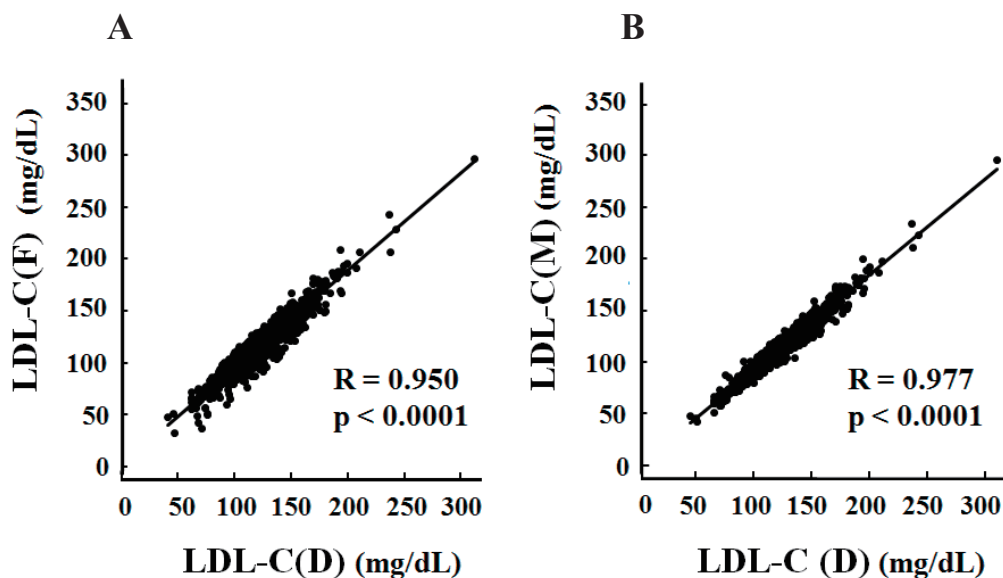 A
LDL-C(F) (mg/dL)
350
300
250
200
150
100
50
0
R = 0.950
p < 0.0001
0 50 100 150 200 250 300
LDL-C(D) (mg/dL)
B
LDL-C(M) (mg/dL)
350
300
250
200
150
100
50
0
R = 0.977
p < 0.0001
0 50 100 150 200 250 300
LDL-C (D) (mg/dL)